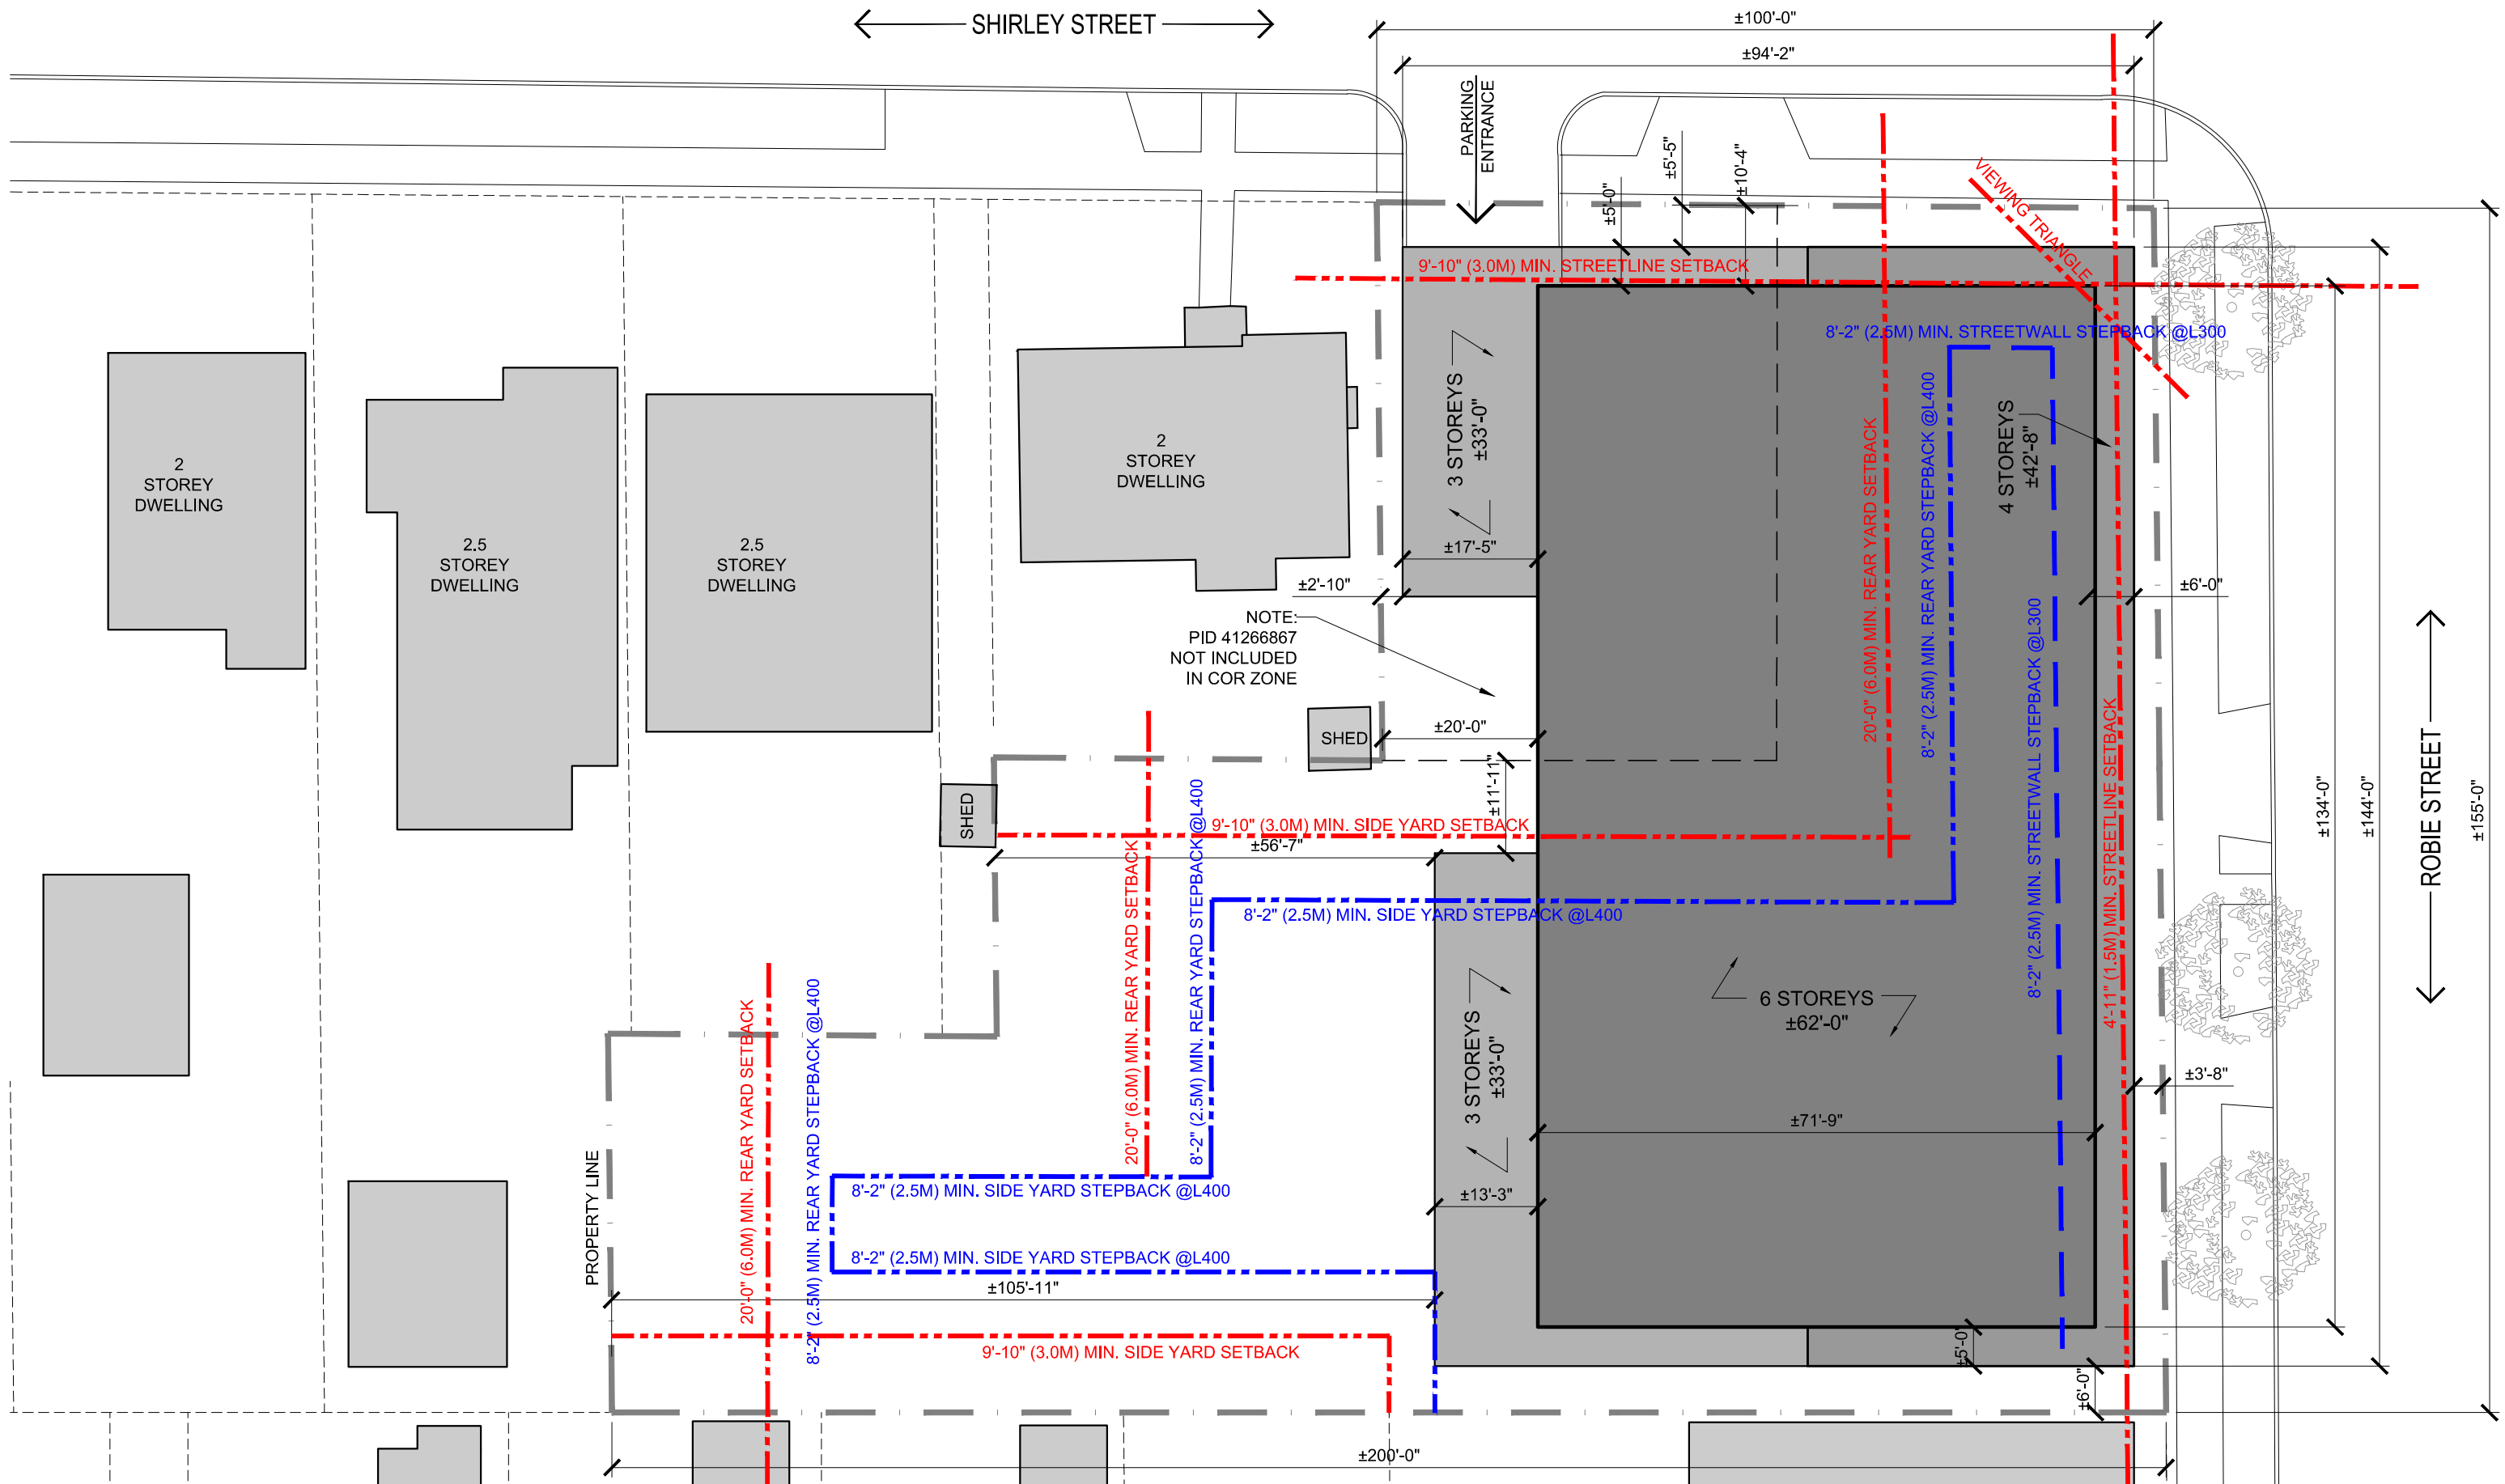 SHIRLEY STREET
±100'-0"
±94'-2"
PARKING
ENTRANCE
±5'-5"
±10'-4"
±5'-0"
VIEWING TRIANGLE
9'-10" (3.0M) MIN. STREETLINE SETBACK
8'-2" (2.5M) MIN. STREETWALL STEPBACK @L300
3 STOREYS
±33'-0"
20'-0" (6.0M) MIN. REAR YARD SETBACK
8'-2" (2.5M) MIN. REAR YARD STEPBACK @L400
4 STOREYS
±42'-8"
2
STOREY
DWELLING
2.5
STOREY
DWELLING
2.5
STOREY
DWELLING
2
STOREY
DWELLING
±17'-5"
±2'-10"
±6'-0"
NOTE:
PID 41266867
NOT INCLUDED
IN COR ZONE
8'-2" (2.5M) MIN. STREETWALL STEPBACK @L300
4'-11" (1.5M) MIN. STREETLINE SETBACK
SHED
±20'-0"
±11'-11"
SHED
9'-10" (3.0M) MIN. SIDE YARD SETBACK
±56'-7"
20'-0" (6.0M) MIN. REAR YARD SETBACK
8'-2" (2.5M) MIN. REAR YARD STEPBACK @L400
8'-2" (2.5M) MIN. SIDE YARD STEPBACK @L400
±134'-0"
±144'-0"
±155'-0"
ROBIE STREET
6 STOREYS
±62'-0"
3 STOREYS
±33'-0"
±3'-8"
±71'-9"
20'-0" (6.0M) MIN. REAR YARD SETBACK
8'-2" (2.5M) MIN. REAR YARD STEPBACK @L400
PROPERTY LINE
8'-2" (2.5M) MIN. SIDE YARD STEPBACK @L400
±13'-3"
8'-2" (2.5M) MIN. SIDE YARD STEPBACK @L400
±105'-11"
9'-10" (3.0M) MIN. SIDE YARD SETBACK
±5'-0"
±6'-0"
±200'-0"